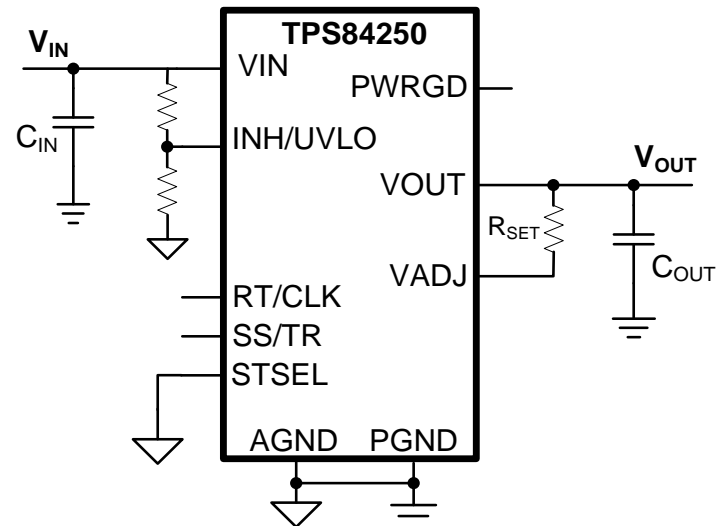 TPS84250
VIN
VIN
PWRGD
CIN
INH/UVLO
VOUT
VOUT
RSET
VADJ
COUT
RT/CLK
SS/TR
STSEL
AGND PGND